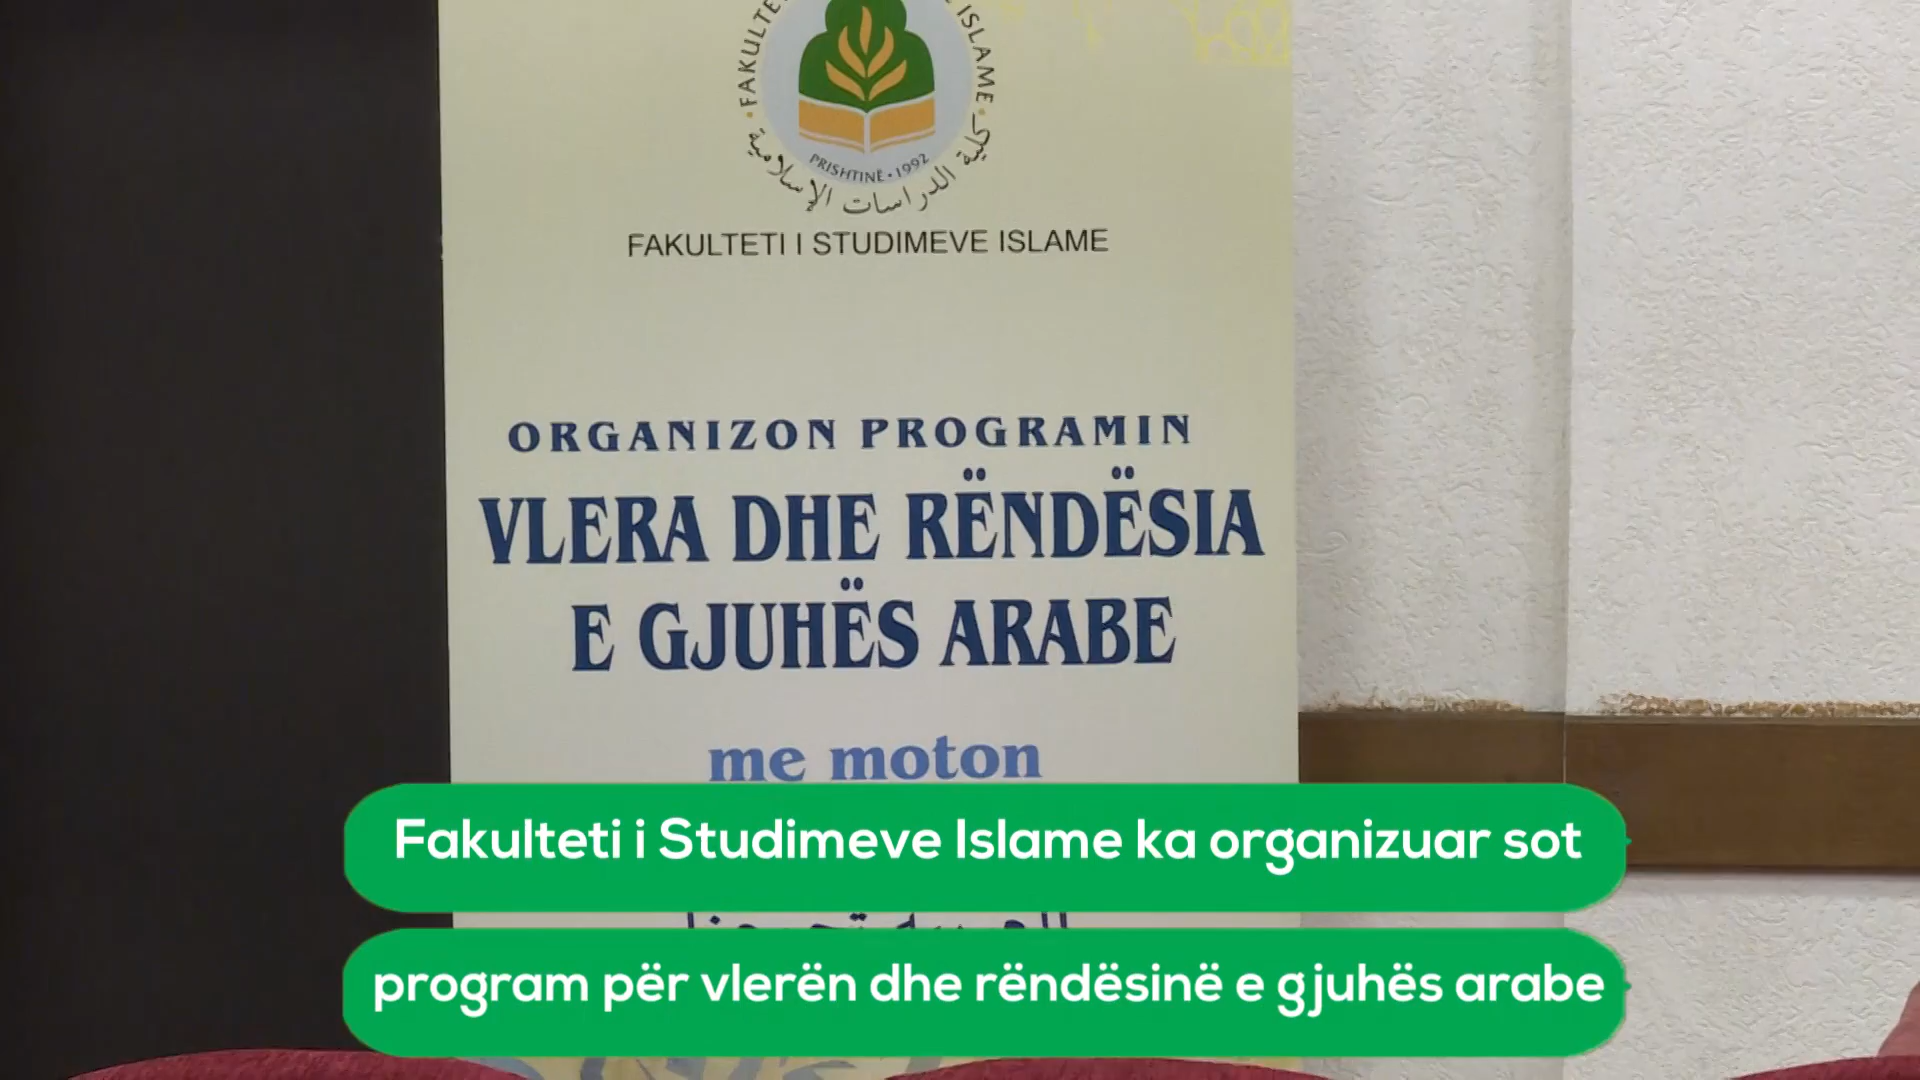 FAKULTETI I STUDIMEVE ISLAME
كلية الدراسات الإسلامية
PRISHTINË • 1992
FAKULTETI I STUDIMEVE ISLAME
ORGANIZON PROGRAMIN
VLERA DHE RËNDËSIA
E GJUHËS ARABE
me moton
Fakulteti i Studimeve Islame ka organizuar sot
program për vlerën dhe rëndësinë e gjuhës arabe